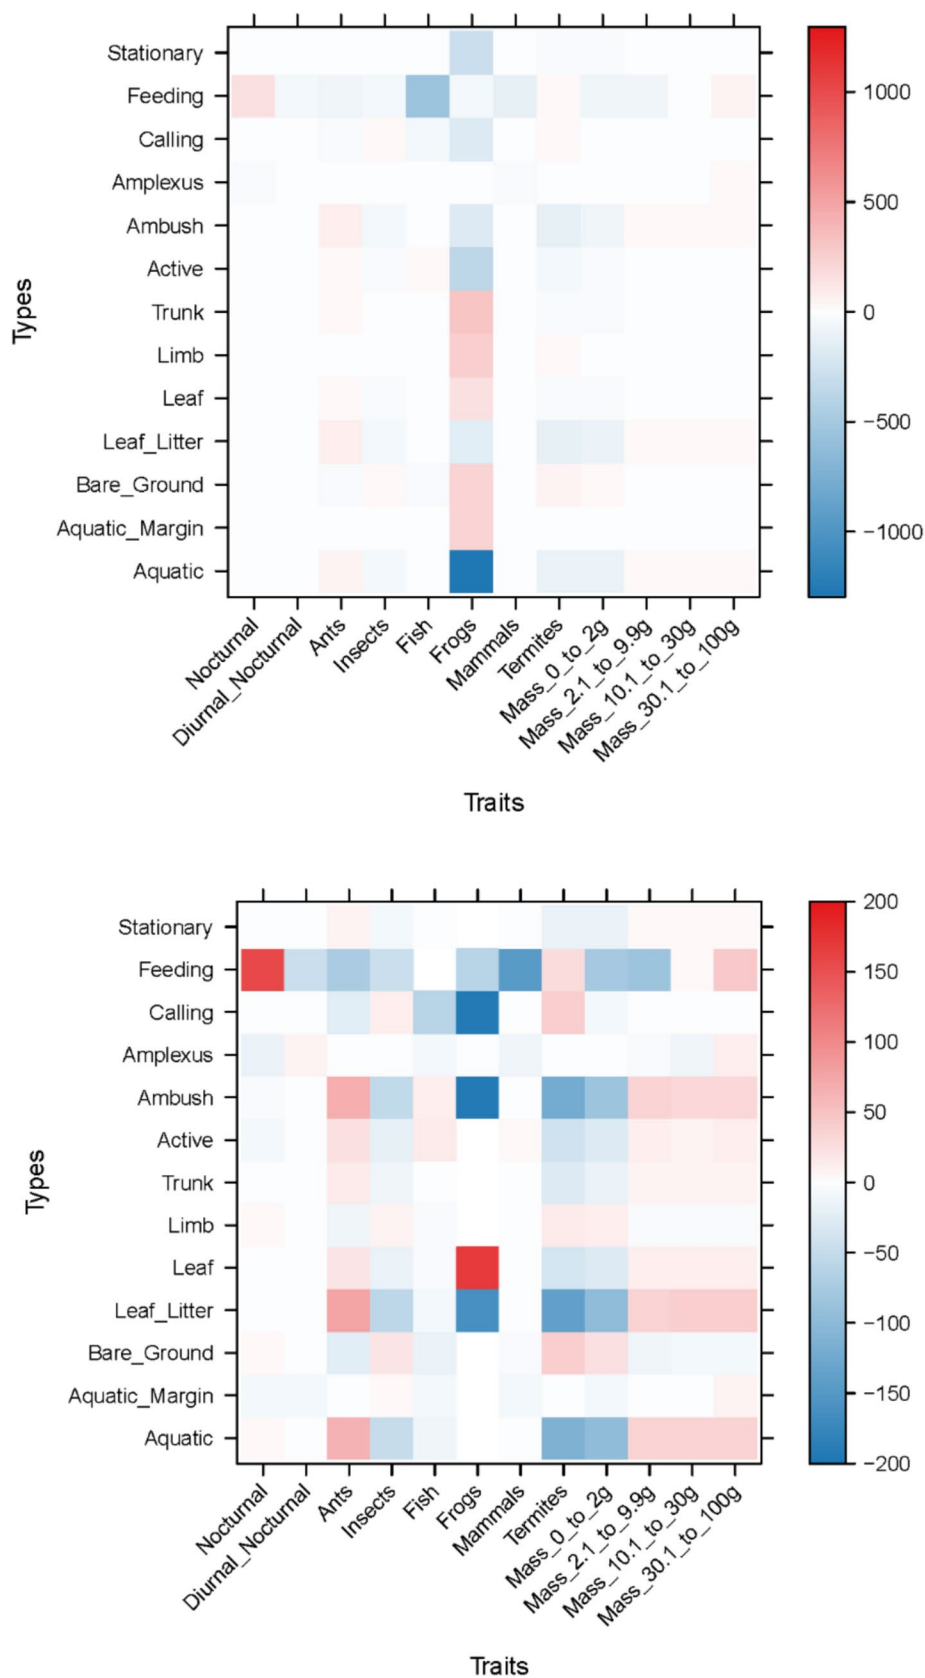 Stationary
Feeding
Calling
Amplexus
Ambush
Active
Trunk
Limb
Leaf
Leaf_Litter
Bare_Ground
Aquatic_Margin
Aquatic
Types
Nocturnal
Diurnal_Nocturnal
Ants
Insects
Fish
Frogs
Mammals
Termites
Mass_0_to_2g
Mass_2.1_to_9.9g
Mass_10.1_to_30g
Mass_30.1_to_100g
Traits
1000
500
0
−500
−1000
Stationary
Feeding
Calling
Amplexus
Ambush
Active
Trunk
Limb
Leaf
Leaf_Litter
Bare_Ground
Aquatic_Margin
Aquatic
Types
Nocturnal
Diurnal_Nocturnal
Ants
Insects
Fish
Frogs
Mammals
Termites
Mass_0_to_2g
Mass_2.1_to_9.9g
Mass_10.1_to_30g
Mass_30.1_to_100g
Traits
200
150
100
50
0
−50
−100
−150
−200